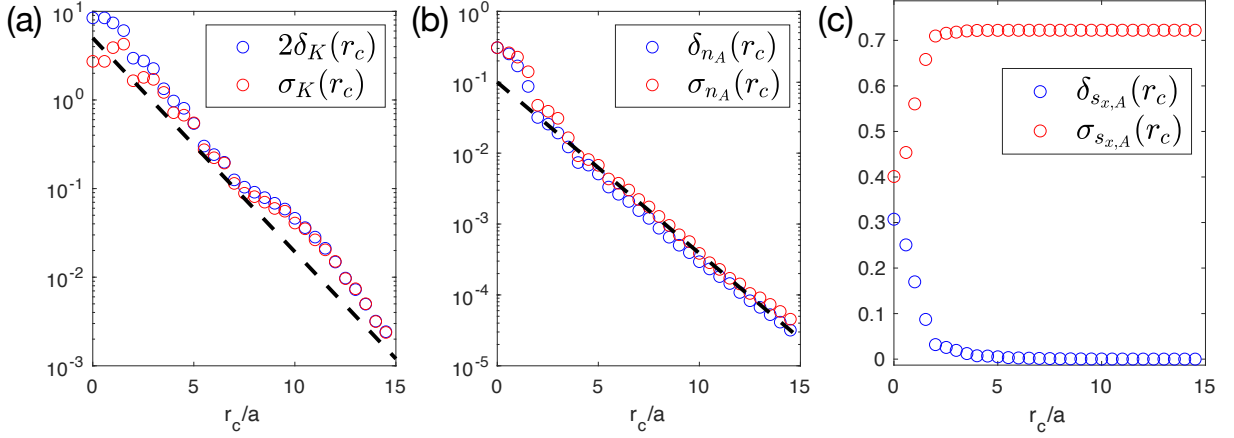 (a)
10^1
10^0
10^{-1}
10^{-2}
10^{-3}
0 5 10 15
r_c/a
2δ_K(r_c)
σ_K(r_c)
(b)
10^0
10^{-1}
10^{-2}
10^{-3}
10^{-4}
10^{-5}
0 5 10 15
r_c/a
δ_{n_A}(r_c)
σ_{n_A}(r_c)
(c)
0.7
0.6
0.5
0.4
0.3
0.2
0.1
0
0 5 10 15
r_c/a
δ_{s_{x,A}}(r_c)
σ_{s_{x,A}}(r_c)